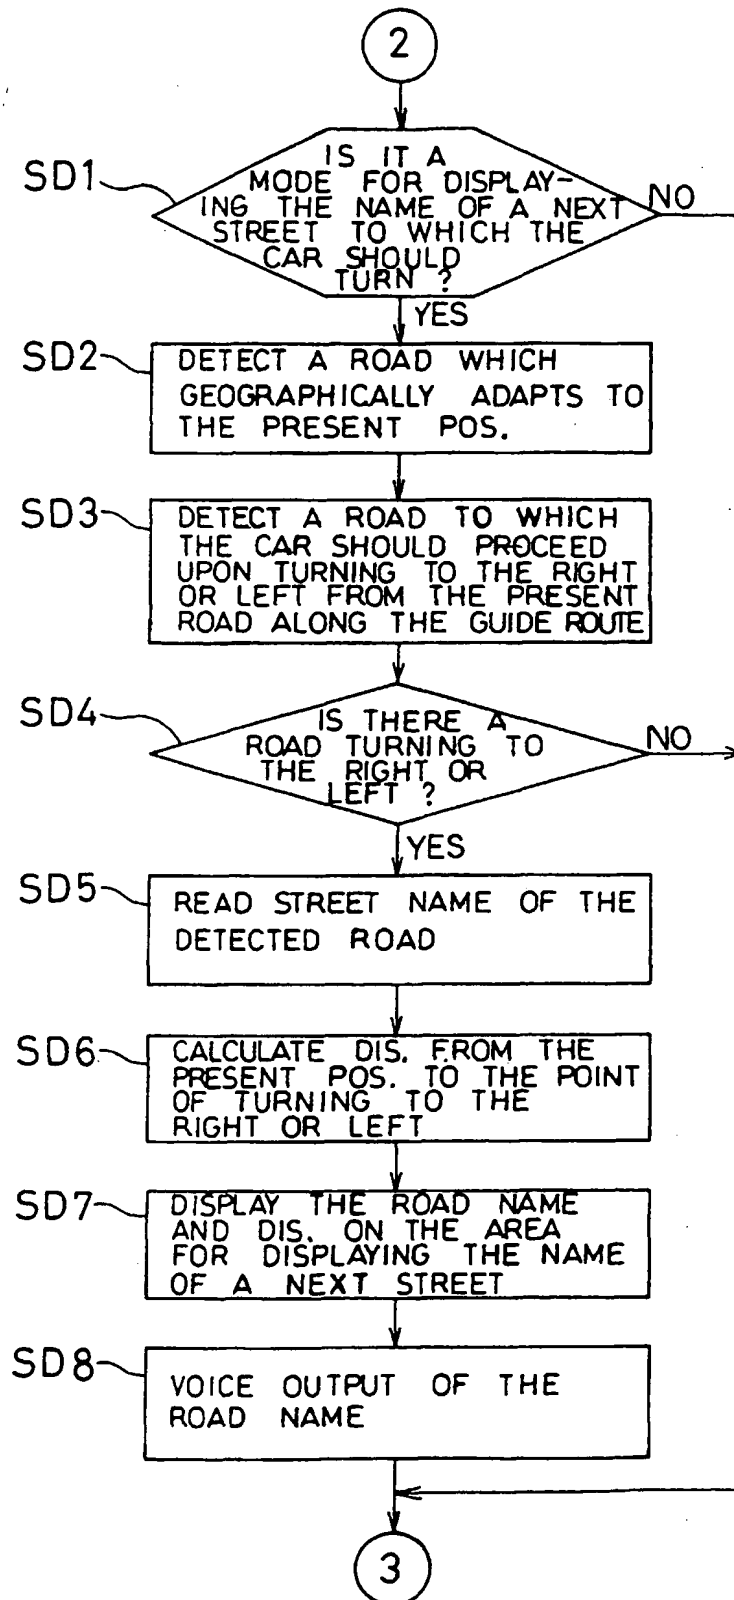 2
SD1
IS IT A
MODE FOR DISPLAY-
ING THE NAME OF A NEXT
STREET TO WHICH THE
CAR SHOULD
TURN ?
NO
YES
SD2
DETECT A ROAD WHICH
GEOGRAPHICALLY ADAPTS TO
THE PRESENT POS.
SD3
DETECT A ROAD TO WHICH
THE CAR SHOULD PROCEED
UPON TURNING TO THE RIGHT
OR LEFT FROM THE PRESENT
ROAD ALONG THE GUIDE ROUTE
SD4
IS THERE A
ROAD TURNING TO
THE RIGHT OR
LEFT ?
NO
YES
SD5
READ STREET NAME OF THE
DETECTED ROAD
SD6
CALCULATE DIS. FROM THE
PRESENT POS. TO THE POINT
OF TURNING TO THE
RIGHT OR LEFT
SD7
DISPLAY THE ROAD NAME
AND DIS. ON THE AREA
FOR DISPLAYING THE NAME
OF A NEXT STREET
SD8
VOICE OUTPUT OF THE
ROAD NAME
3